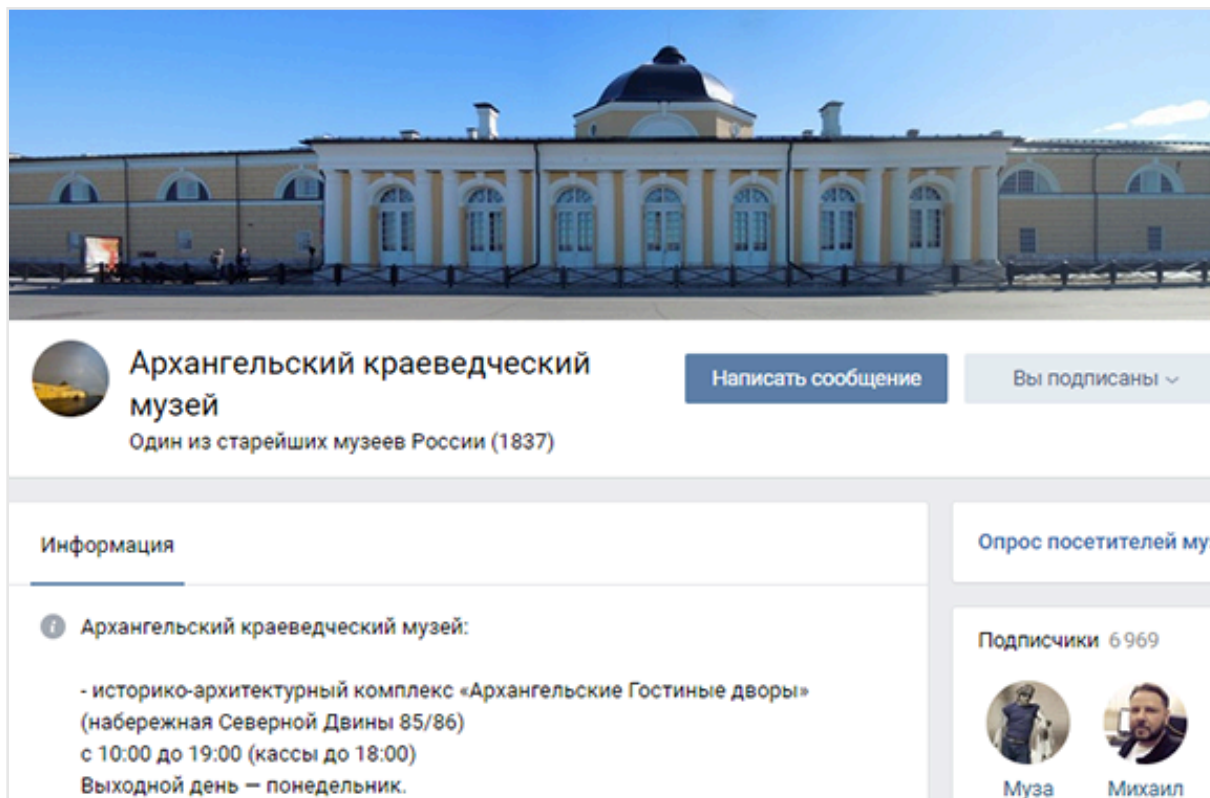 Архангельский краеведческий
музей
Один из старейших музеев России (1837)
Написать сообщение
Вы подписаны
Информация
Архангельский краеведческий музей:
- историко-архитектурный комплекс «Архангельские Гостиные дворы»
(набережная Северной Двины 85/86)
с 10:00 до 19:00 (кассы до 18:00)
Выходной день — понедельник.
Опрос посетителей му
Подписчики 6 969
Муза
Михаил